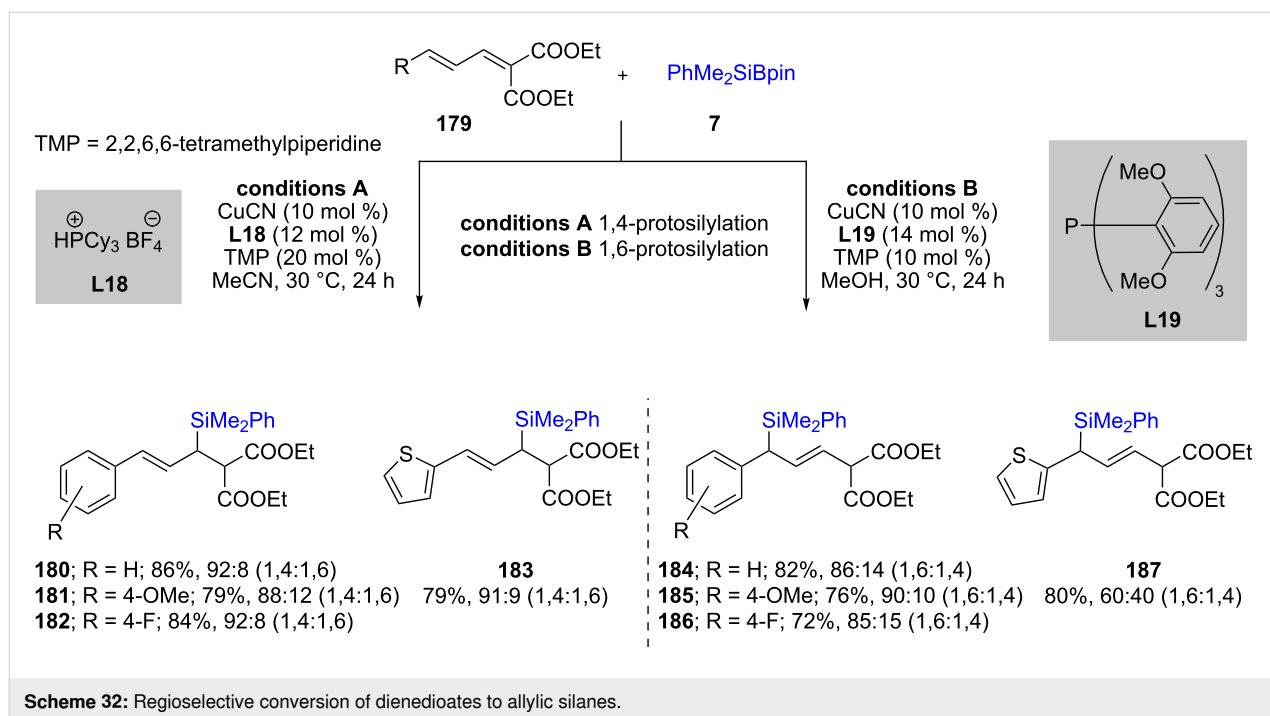 R
COOEt
COOEt
+
PhMe2SiBpin
179
7
TMP = 2,2,6,6-tetramethylpiperidine
⊕ ⊖
HPCy3 BF4
L18
conditions A
CuCN (10 mol %)
L18 (12 mol %)
TMP (20 mol %)
MeCN, 30 °C, 24 h
conditions A 1,4-protosilylation
conditions B 1,6-protosilylation
conditions B
CuCN (10 mol %)
L19 (14 mol %)
TMP (10 mol %)
MeOH, 30 °C, 24 h
MeO
P
MeO
3
L19
SiMe2Ph
COOEt
COOEt
R
180; R = H; 86%, 92:8 (1,4:1,6)
181; R = 4-OMe; 79%, 88:12 (1,4:1,6)
182; R = 4-F; 84%, 92:8 (1,4:1,6)
SiMe2Ph
S
COOEt
COOEt
183
79%, 91:9 (1,4:1,6)
SiMe2Ph
COOEt
COOEt
R
184; R = H; 82%, 86:14 (1,6:1,4)
185; R = 4-OMe; 76%, 90:10 (1,6:1,4)
186; R = 4-F; 72%, 85:15 (1,6:1,4)
SiMe2Ph
S
COOEt
COOEt
187
80%, 60:40 (1,6:1,4)
Scheme 32: Regioselective conversion of dienedioates to allylic silanes.